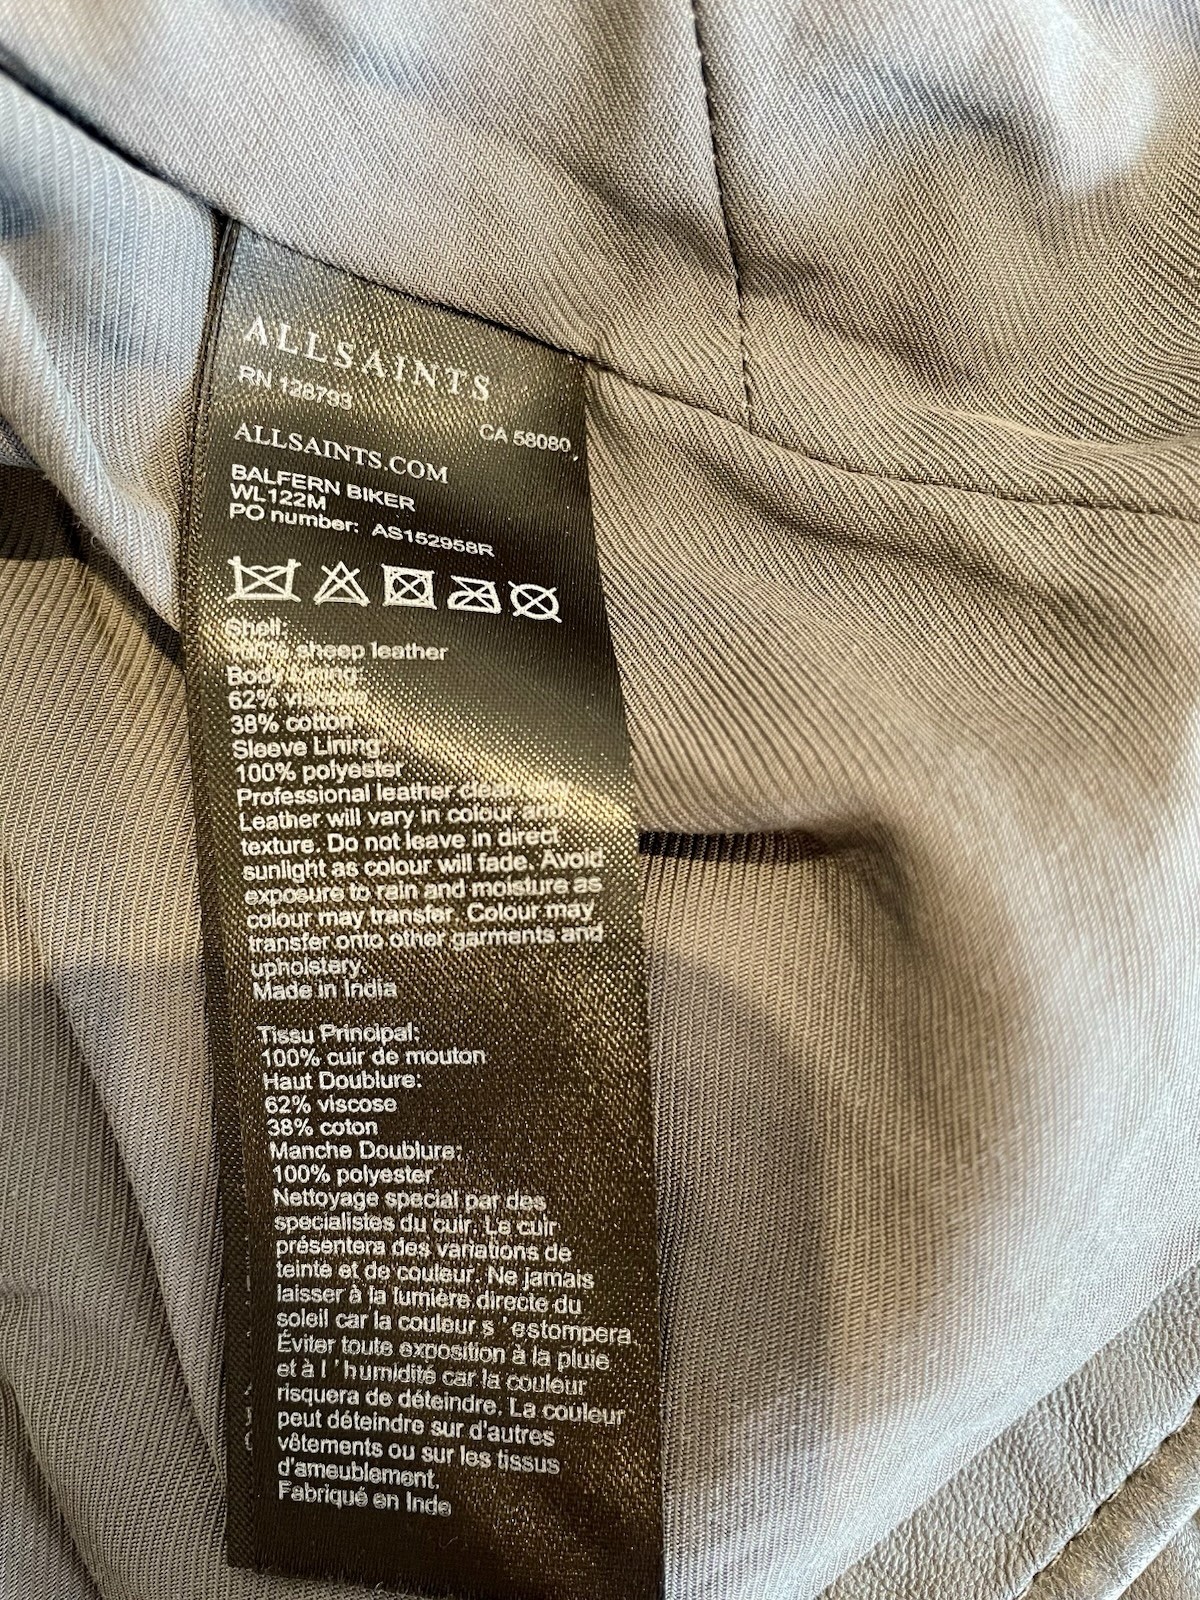 ALLSAINTS
RN 128793
CA 58080,
ALLSAINTS.COM
BALFERN BIKER
WL122M
PO number: AS152958R
Shell:
100% sheep leather
Body Lining:
62% viscose
38% cotton
Sleeve Lining:
100% polyester
Professional leather clean only
Leather will vary in colour and
texture. Do not leave in direct
sunlight as colour will fade. Avoid
exposure to rain and moisture as
colour may transfer. Colour may
transfer onto other garments and
upholstery.
Made in India
Tissu Principal:
100% cuir de mouton
Haut Doublure:
62% viscose
38% coton
Manche Doublure:
100% polyester
Nettoyage special par des
specialistes du cuir. Le cuir
présentera des variations de
teinte et de couleur. Ne jamais
laisser à la lumière directe du
soleil car la couleur s 'estompera.
Éviter toute exposition à la pluie
et à l ' humidité car la couleur
risquera de déteindre. La couleur
peut déteindre sur d'autres
vêtements ou sur les tissus
d'ameublement.
Fabriqué en Inde